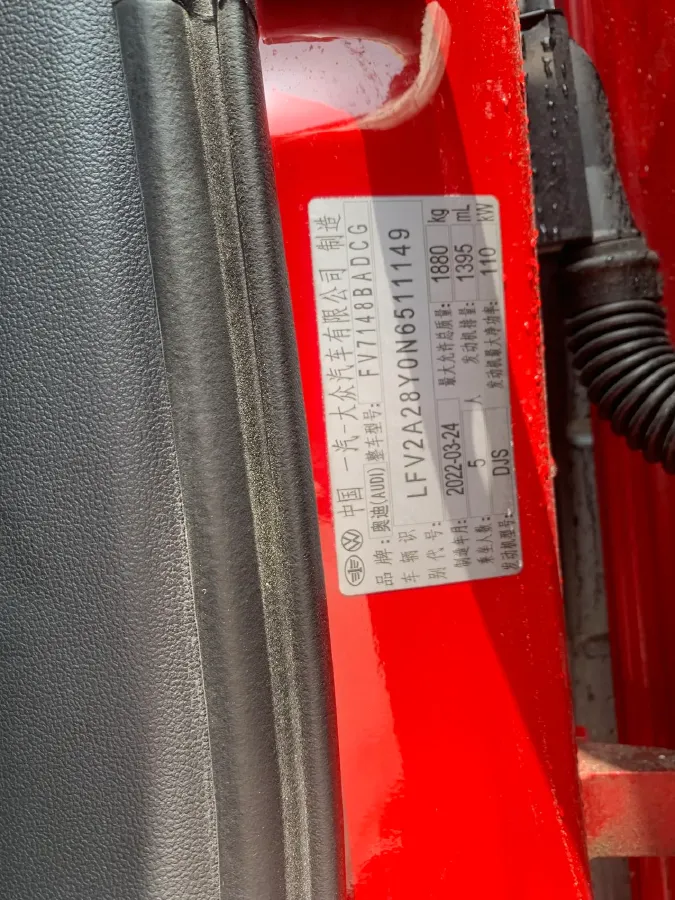 中国 一汽-大众汽车有限公司 制造
品牌:奥迪(AUDI) 整车型号: FV7148BADCG
车辆识别代号: LFV2A28Y0N6511149
制造年月: 2022-03-24 最大允许总质量: 1880 kg
乘坐人数: 5 人 发动机排量: 1395 mL
发动机型号: DJS 发动机最大净功率: 110 kW